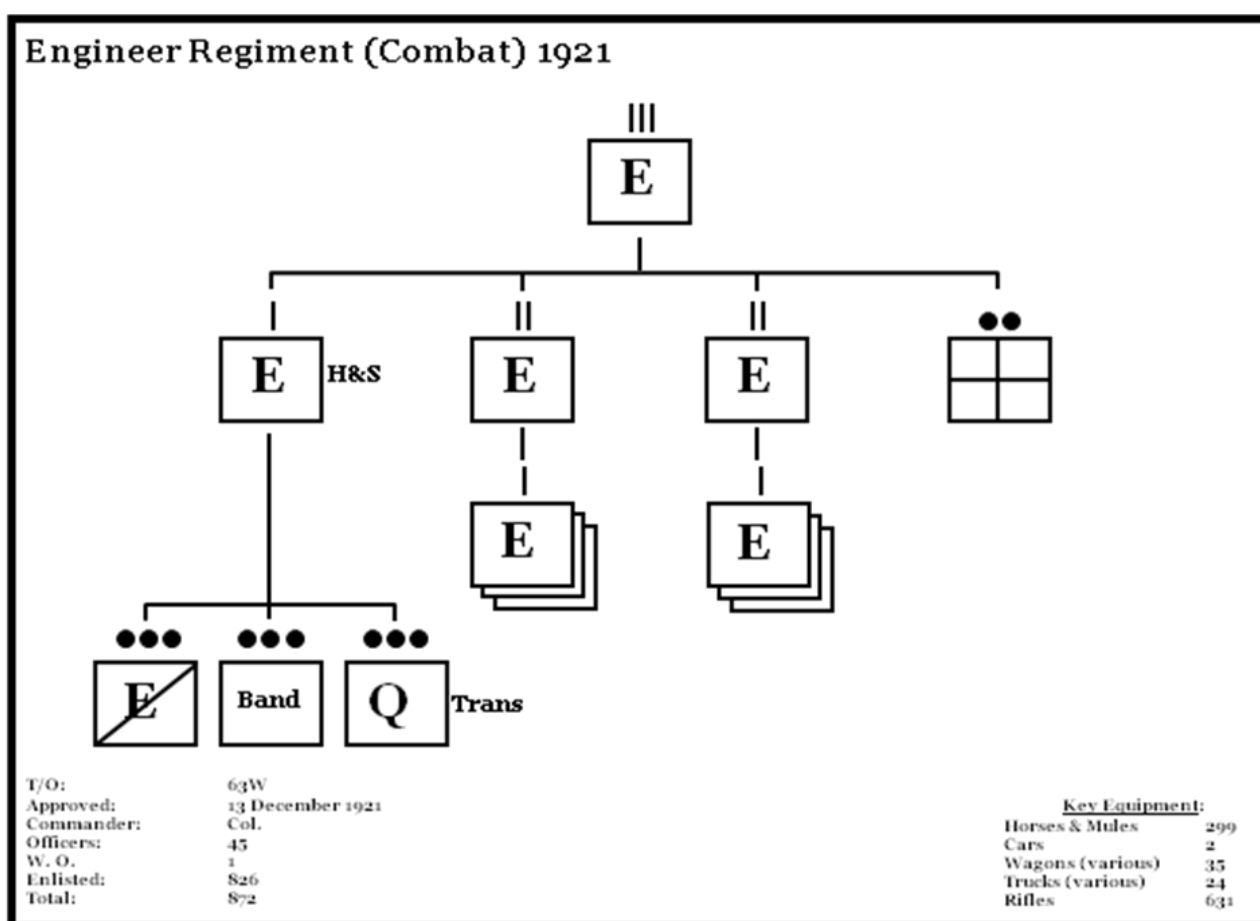 Engineer Regiment (Combat) 1921
III
E
I
II
II
E H&S
E
E
I
I
E
E
E
Band
Q Trans
T/O: 63W
Approved: 13 December 1921
Commander: Col.
Officers: 45
W. O. 1
Enlisted: 826
Total: 872
Key Equipment:
Horses & Mules 299
Cars 2
Wagons (various) 35
Trucks (various) 24
Rifles 631